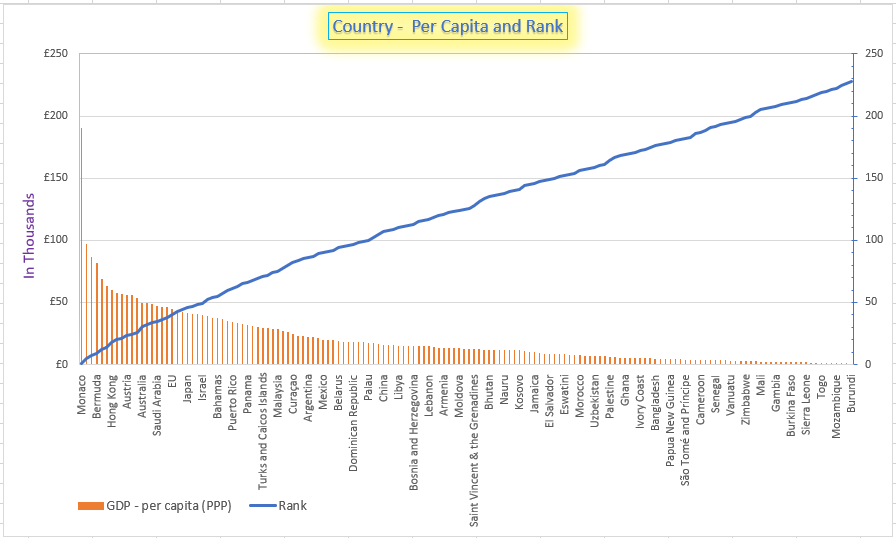 Country -  Per Capita and Rank
£250
£200
£150
£100
£50
£0
In Thousands
250
200
150
100
50
0
Monaco
Bermuda
Hong Kong
Austria
Australia
Saudi Arabia
EU
Japan
Israel
Bahamas
Puerto Rico
Panama
Turks and Caicos Islands
Malaysia
Curaçao
Argentina
Mexico
Belarus
Dominican Republic
Palau
China
Libya
Bosnia and Herzegovina
Lebanon
Armenia
Moldova
Saint Vincent & the Grenadines
Bhutan
Nauru
Kosovo
Jamaica
El Salvador
Eswatini
Morocco
Uzbekistan
Palestine
Ghana
Ivory Coast
Bangladesh
Papua New Guinea
São Tomé and Príncipe
Cameroon
Senegal
Vanuatu
Zimbabwe
Mali
Gambia
Burkina Faso
Sierra Leone
Togo
Mozambique
Burundi
GDP - per capita (PPP)
Rank